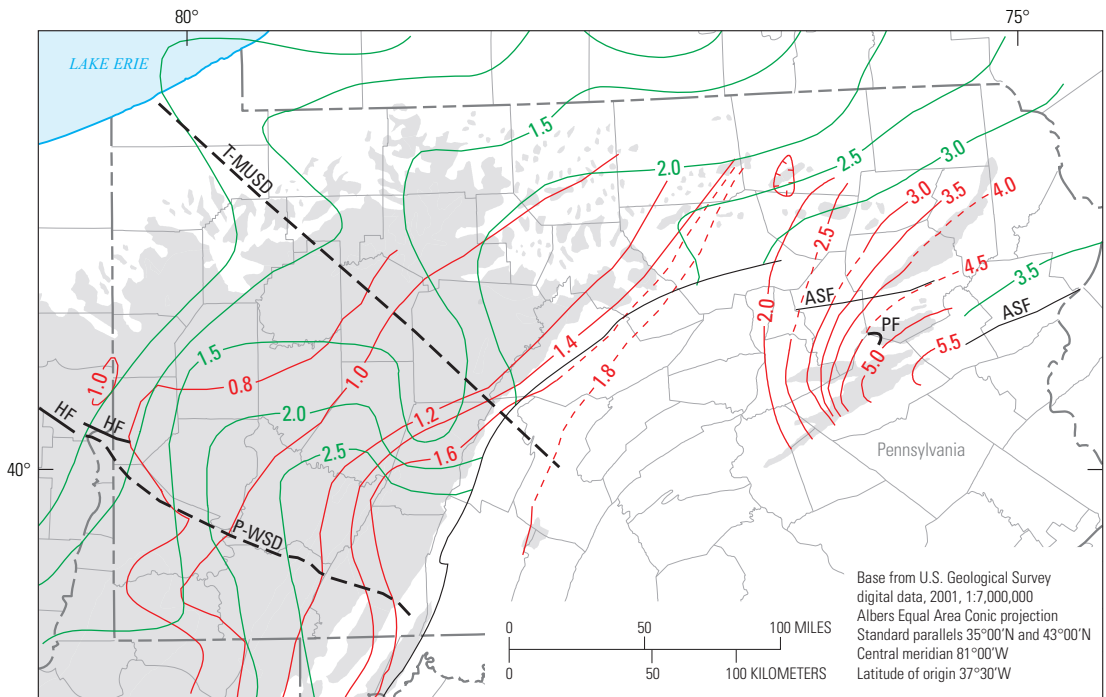 80°
75°
LAKE ERIE
1.5
T-MUSD
2.0
2.5
3.0
3.0
3.5
4.0
2.5
4.5
3.5
ASF
ASF
2.0
PF
1.4
1.5
1.0
1.8
5.0
5.5
1.0
0.8
HF
HF
2.0
1.2
2.5
1.6
Pennsylvania
40°
P-WSD
Base from U.S. Geological Survey
digital data, 2001, 1:7,000,000
Albers Equal Area Conic projection
Standard parallels 35°00'N and 43°00'N
Central meridian 81°00'W
Latitude of origin 37°30'W
0 50 100 MILES
0 50 100 KILOMETERS